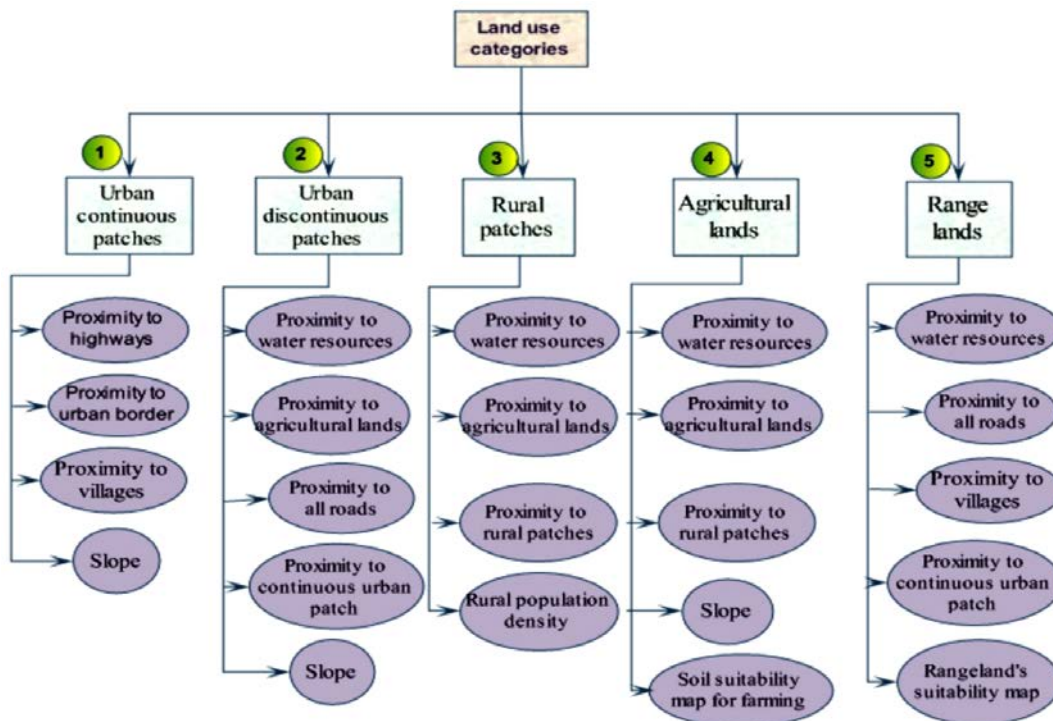 Land use
categories
1
Urban
continuous
patches
Proximity to
highways
Proximity to
urban border
Proximity to
villages
Slope
2
Urban
discontinuous
patches
Proximity to
water resources
Proximity to
agricultural lands
Proximity to
all roads
Proximity to
continuous urban
patch
Slope
3
Rural
patches
Proximity to
water resources
Proximity to
agricultural lands
Proximity to
rural patches
Rural population
density
4
Agricultural
lands
Proximity to
water resources
Proximity to
agricultural lands
Proximity to
rural patches
Slope
Soil suitability
map for farming
5
Range
lands
Proximity to
water resources
Proximity to
all roads
Proximity to
villages
Proximity to
continuous urban
patch
Rangeland's
suitability map